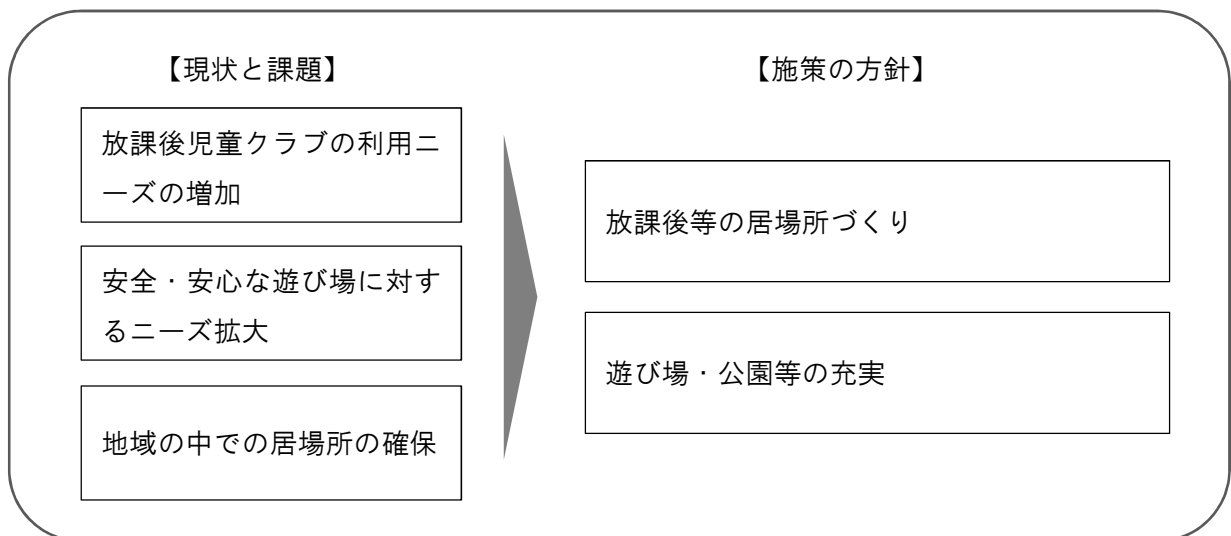 【現状と課題】
放課後児童クラブの利用ニ
ーズの増加
安全・安心な遊び場に対す
るニーズ拡大
地域の中での居場所の確保
【施策の方針】
放課後等の居場所づくり
遊び場・公園等の充実